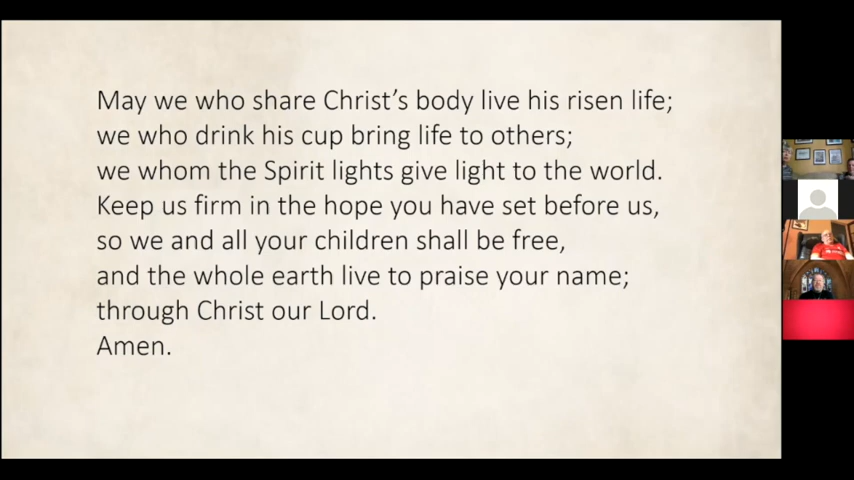 May we who share Christ’s body live his risen life;
we who drink his cup bring life to others;
we whom the Spirit lights give light to the world.
Keep us firm in the hope you have set before us,
so we and all your children shall be free,
and the whole earth live to praise your name;
through Christ our Lord.
Amen.